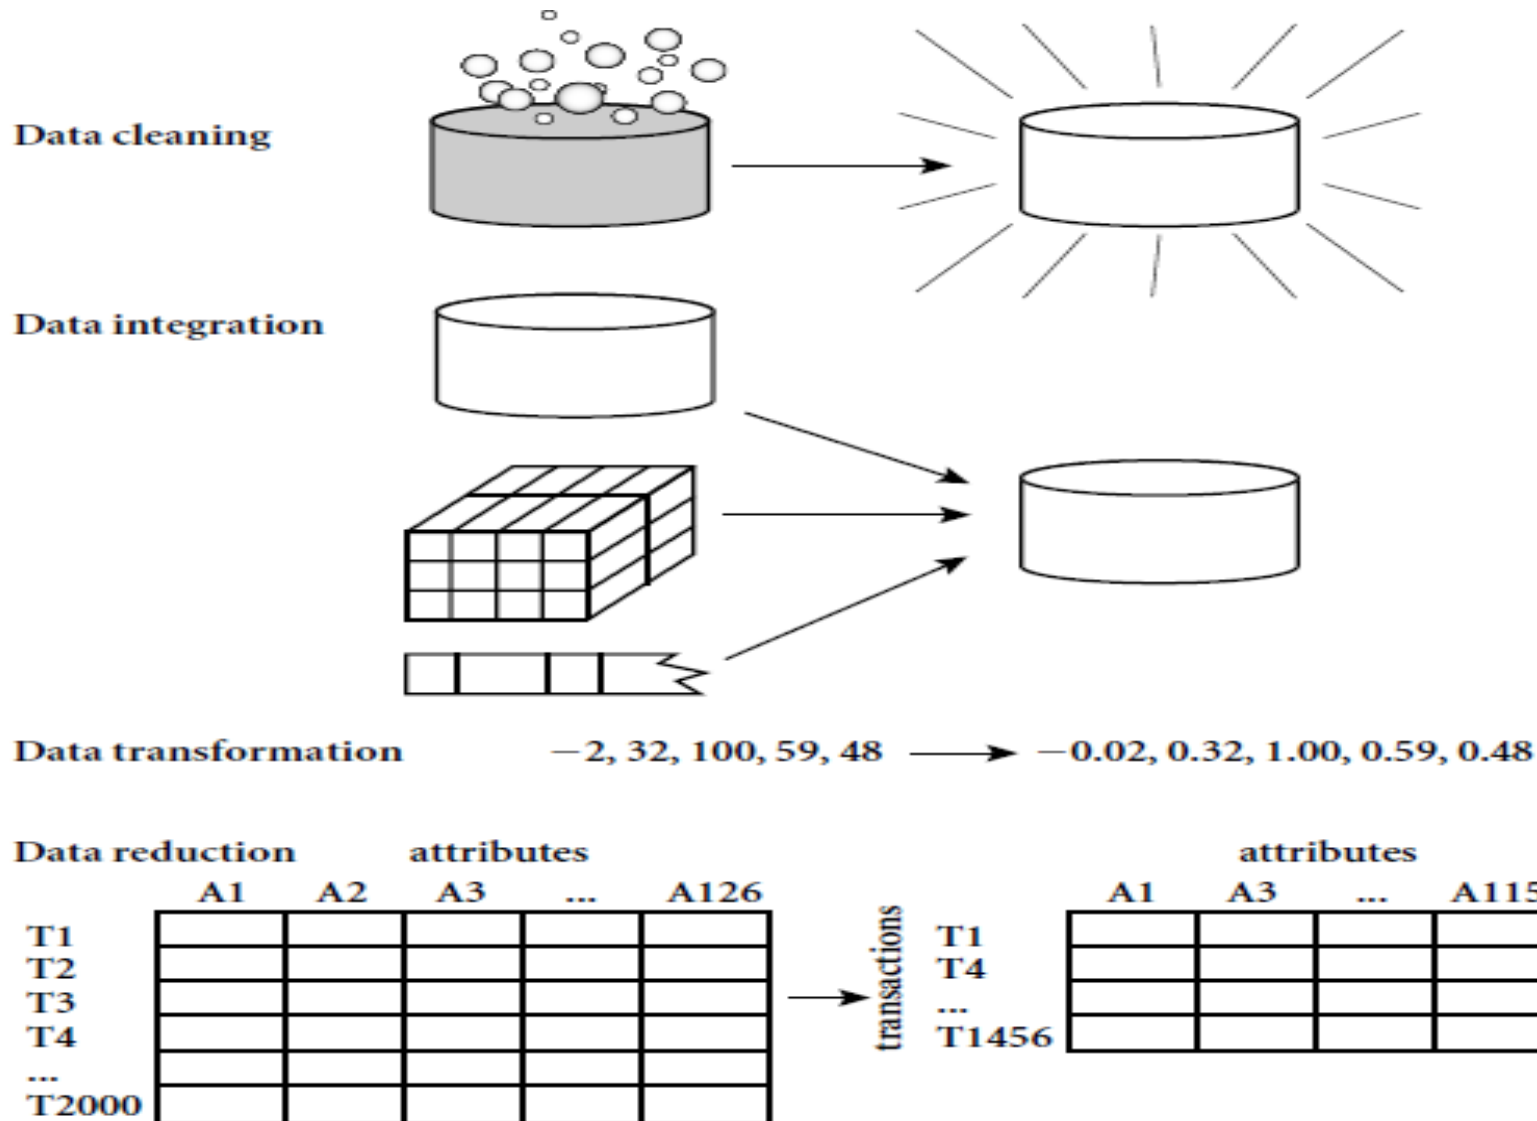 Data cleaning
Data integration
Data transformation −2, 32, 100, 59, 48 −0.02, 0.32, 1.00, 0.59, 0.48
Data reduction attributes
A1 A2 A3 ... A126
T1
T2
T3
T4
...
T2000
attributes
A1 A3 ... A115
transactions
T1
T4
...
T1456